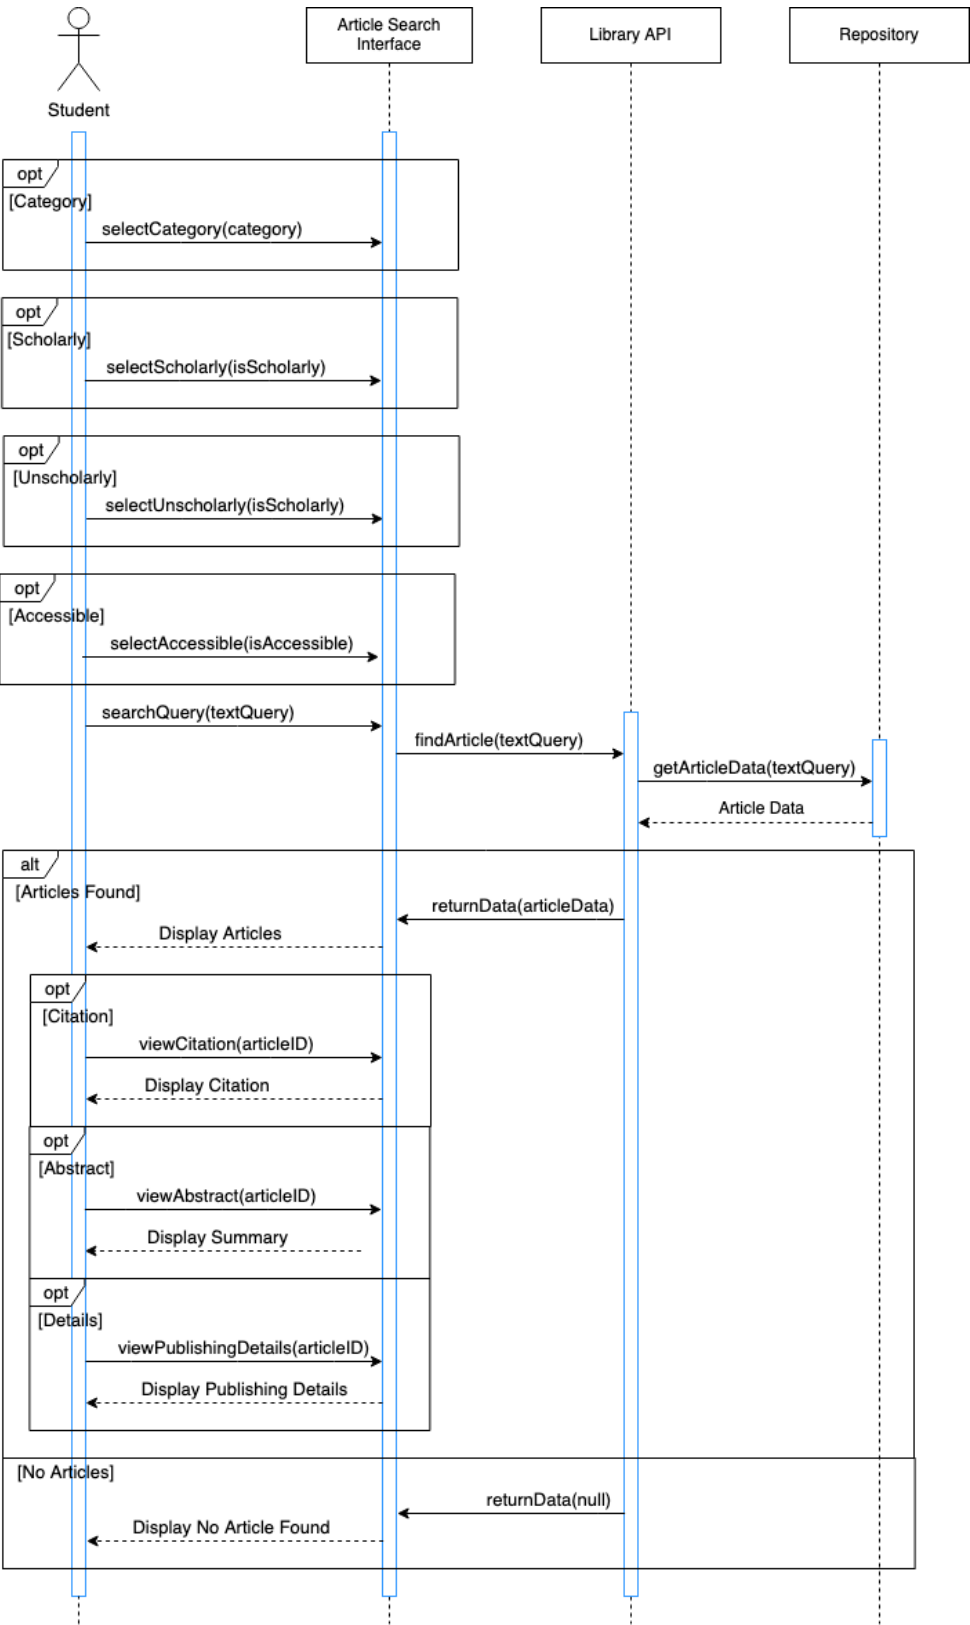 Article Search
Interface
Library API
Repository
Student
opt
[Category]
selectCategory(category)
opt
[Scholarly]
selectScholarly(isScholarly)
opt
[Unscholarly]
selectUnscholarly(isScholarly)
opt
[Accessible]
selectAccessible(isAccessible)
searchQuery(textQuery)
findArticle(textQuery)
getArticleData(textQuery)
Article Data
alt
[Articles Found]
returnData(articleData)
Display Articles
opt
[Citation]
viewCitation(articleID)
Display Citation
opt
[Abstract]
viewAbstract(articleID)
Display Summary
opt
[Details]
viewPublishingDetails(articleID)
Display Publishing Details
[No Articles]
returnData(null)
Display No Article Found